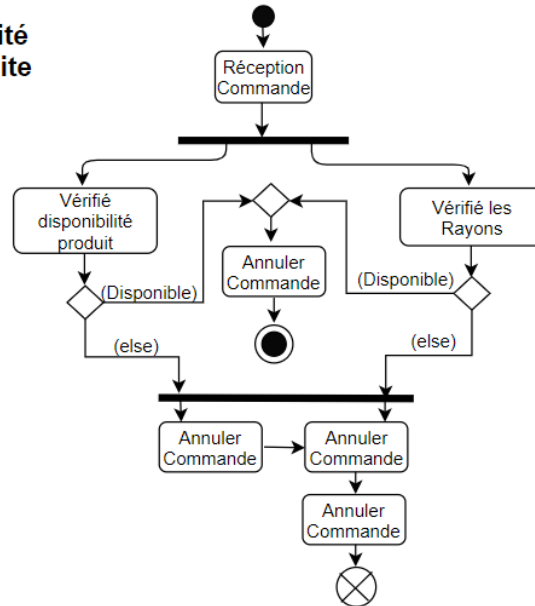 ité
ite
Réception
Commande
Vérifié
disponibilité
produit
Vérifié les
Rayons
Annuler
Commande
(Disponible)
(Disponible)
(else)
(else)
Annuler
Commande
Annuler
Commande
Annuler
Commande